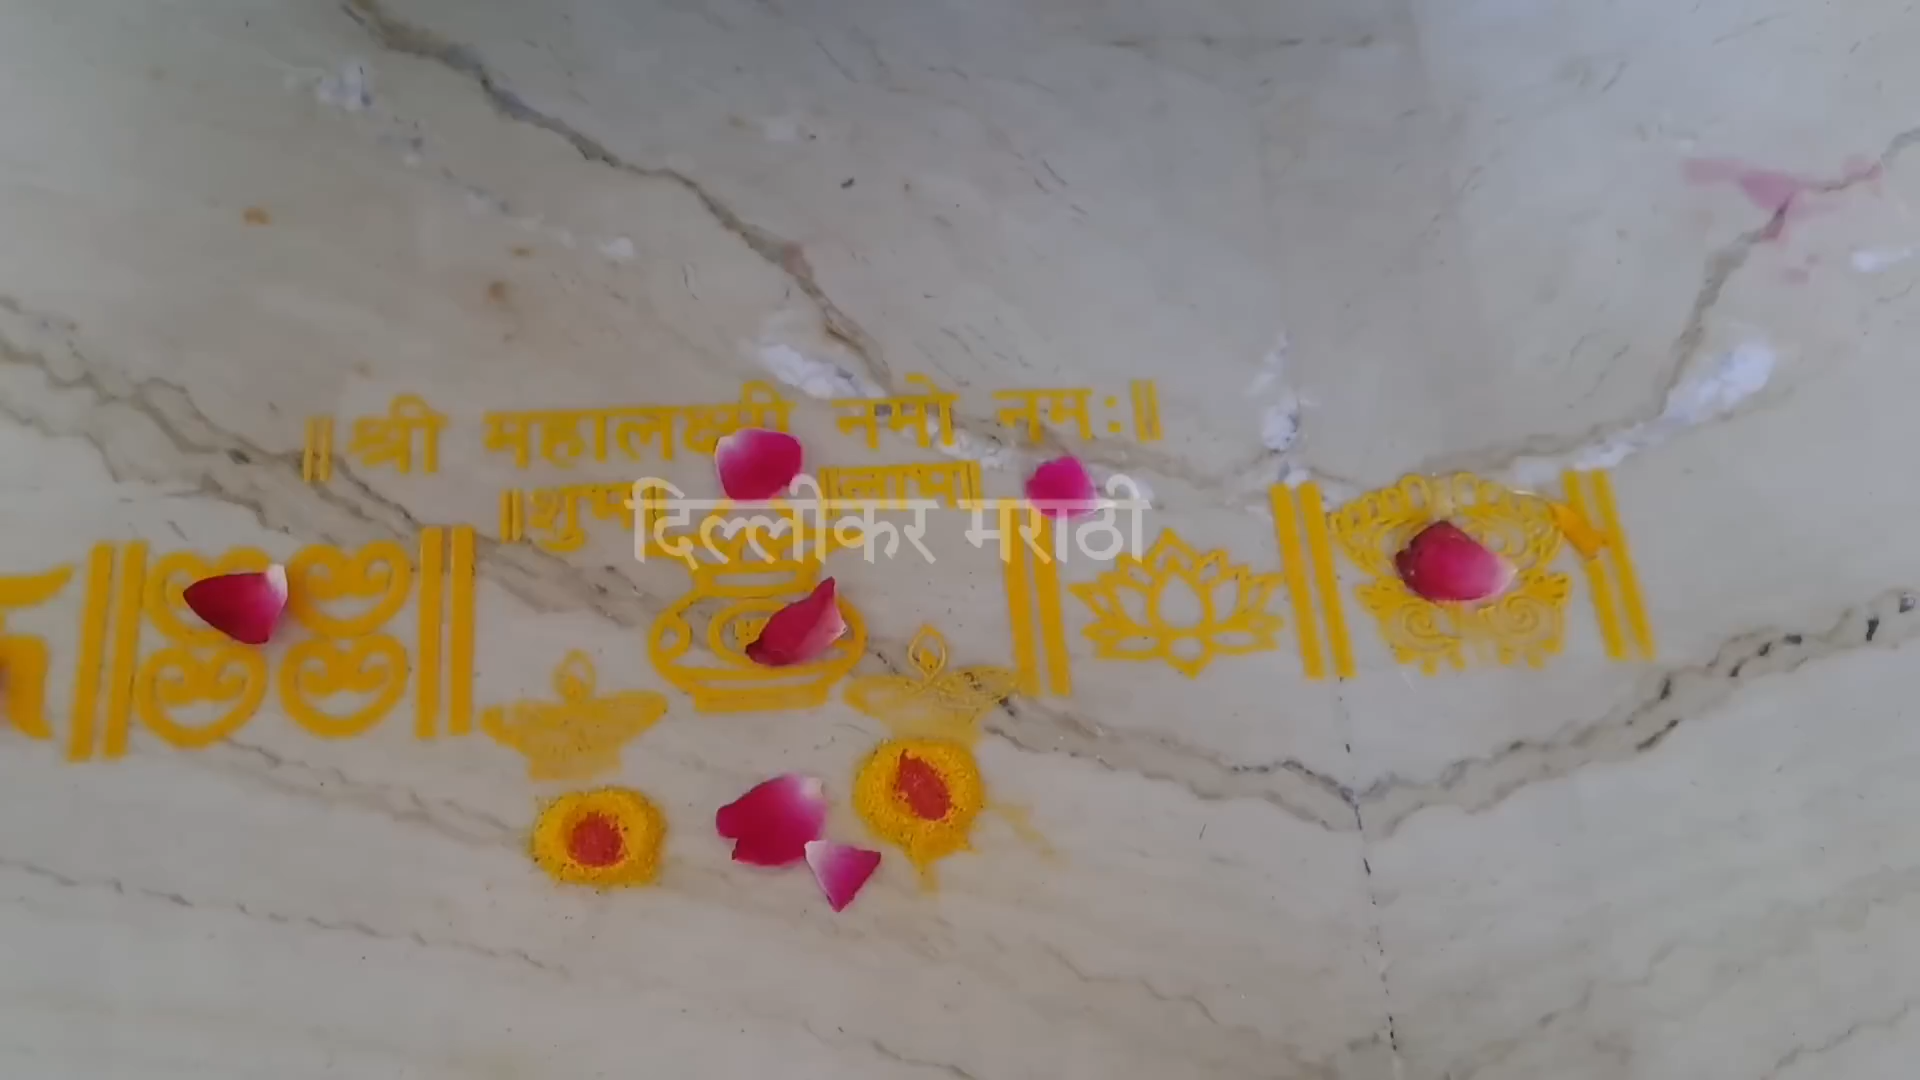 ॥ श्री महालक्ष्मी नमो नमः॥
॥शुभ॥ ॥लाभ॥
दिल्लीकर मराठी